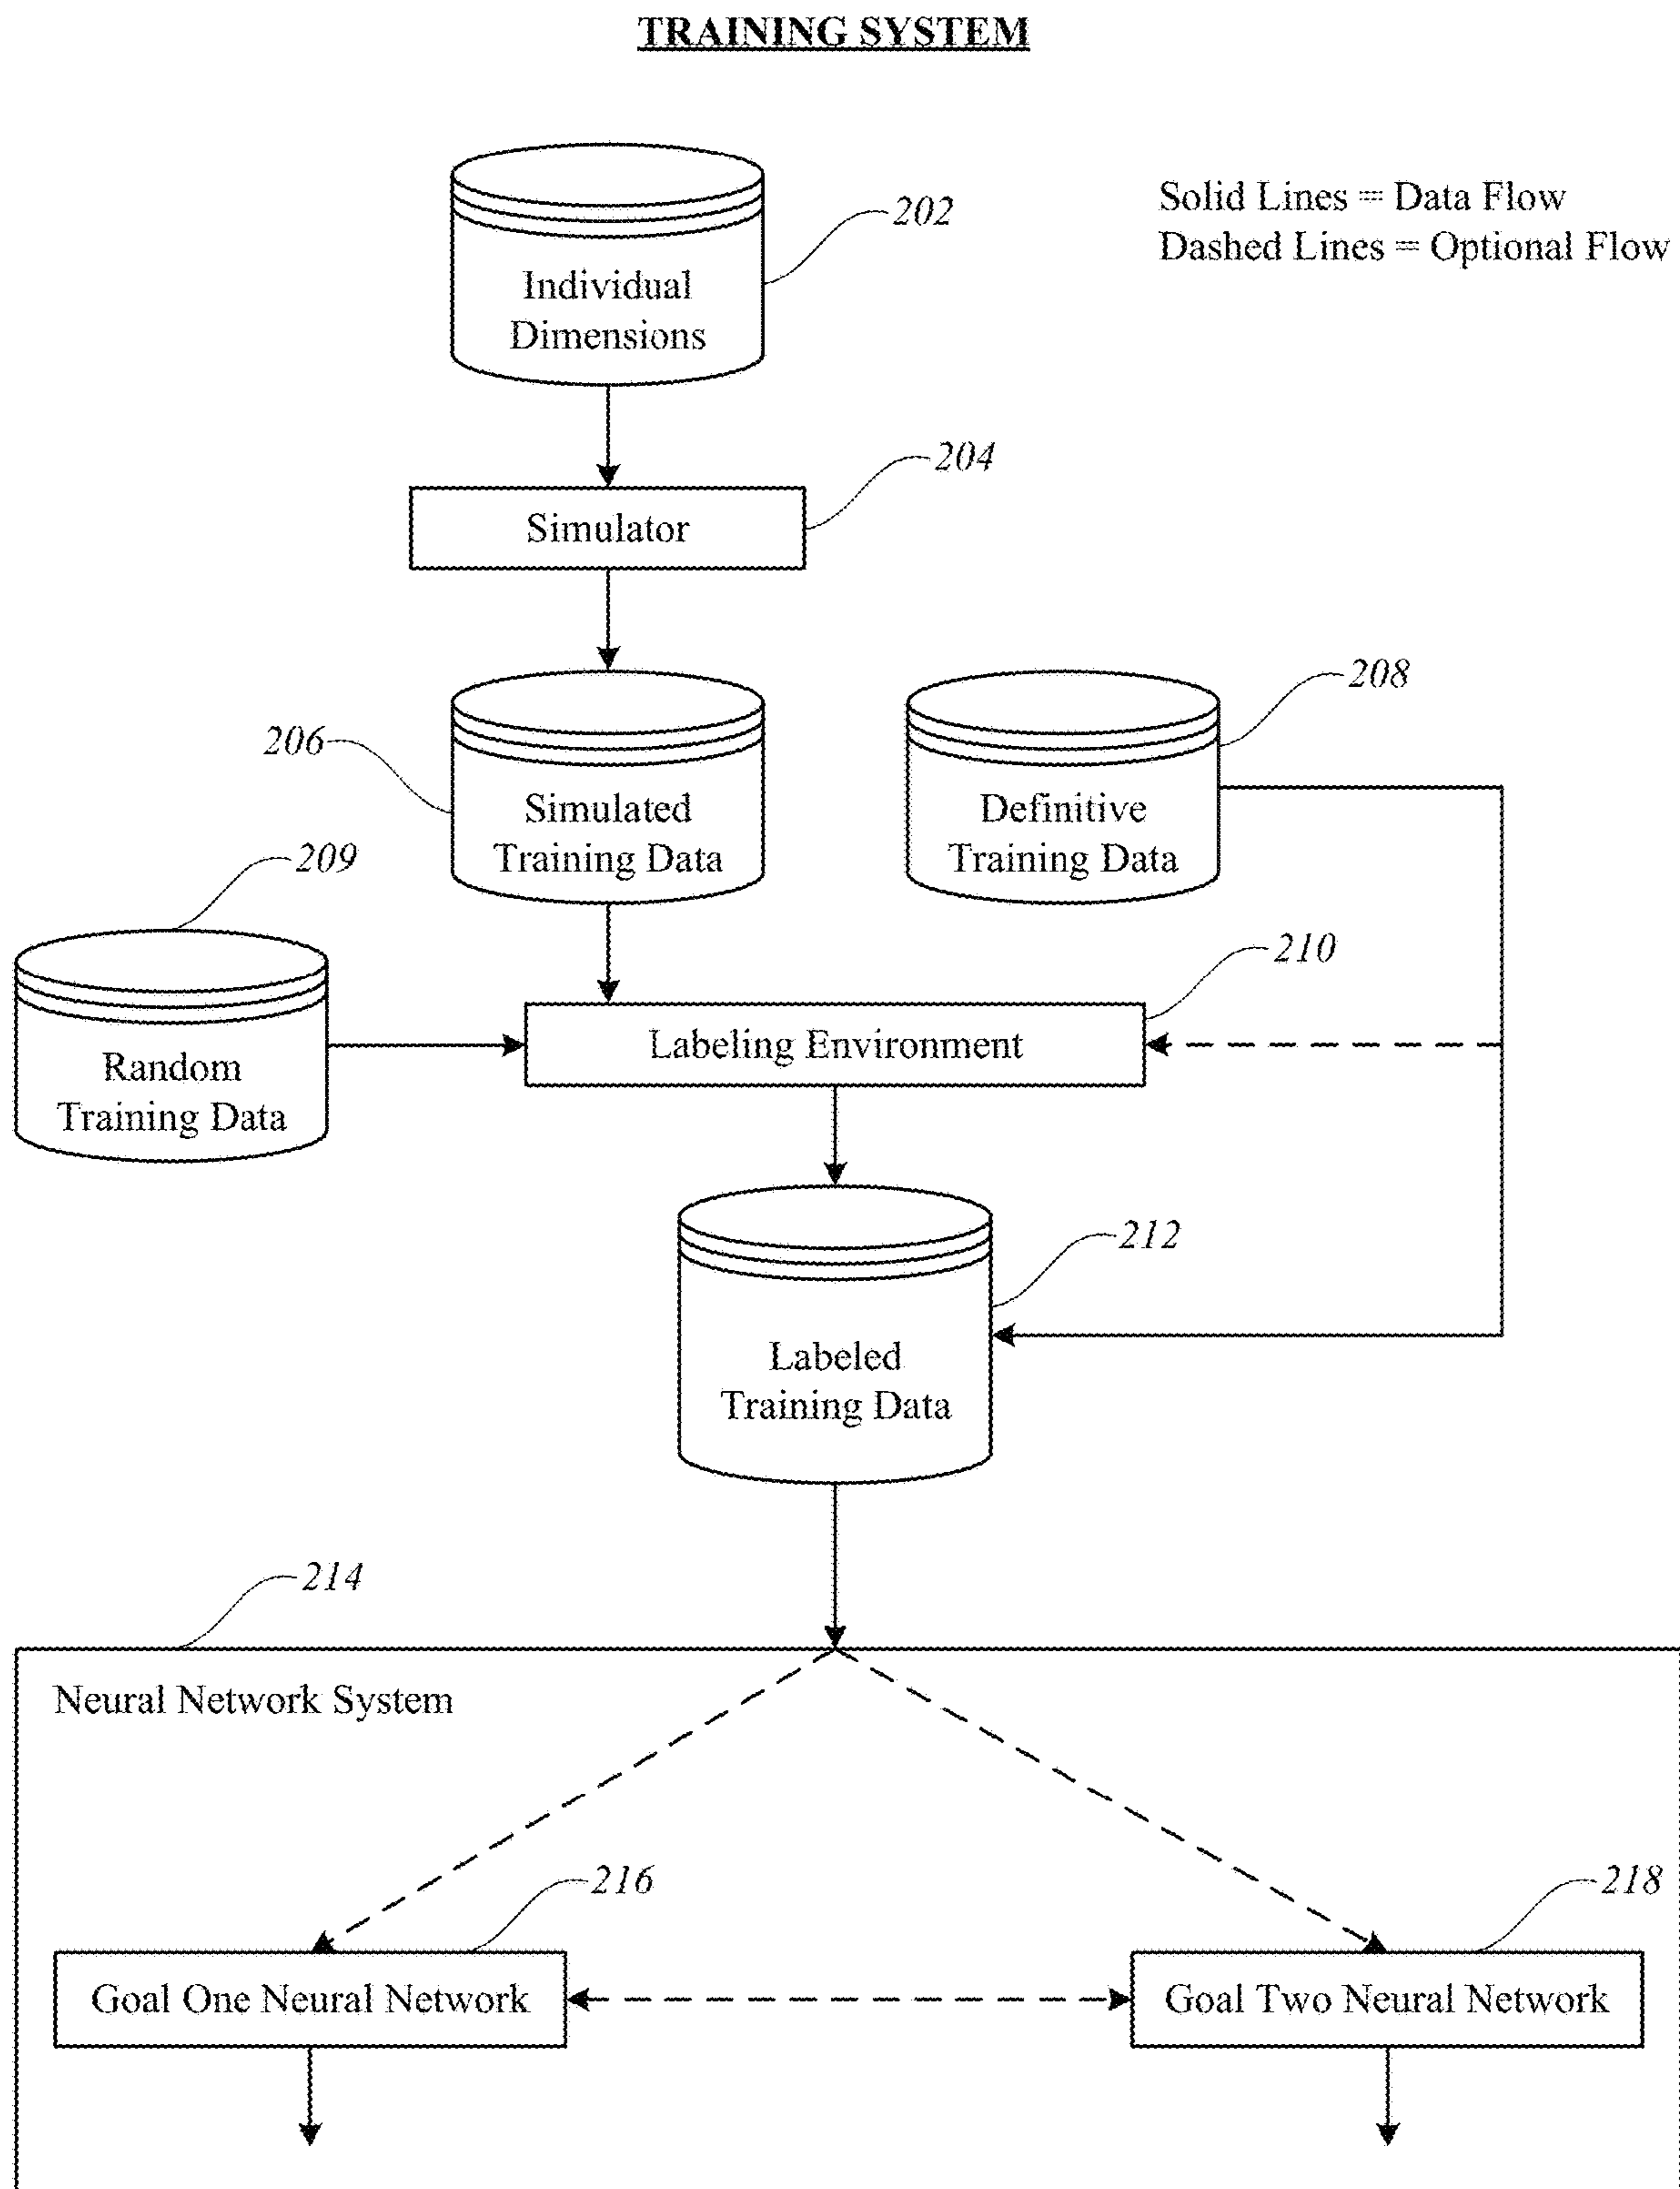 TRAINING SYSTEM
202
Solid Lines = Data Flow
Dashed Lines = Optional Flow
Individual
Dimensions
204
Simulator
208
206
Simulated
Training Data
Definitive
Training Data
209
210
Random
Training Data
Labeling Environment
212
Labeled
Training Data
214
Neural Network System
216
218
Goal One Neural Network
Goal Two Neural Network